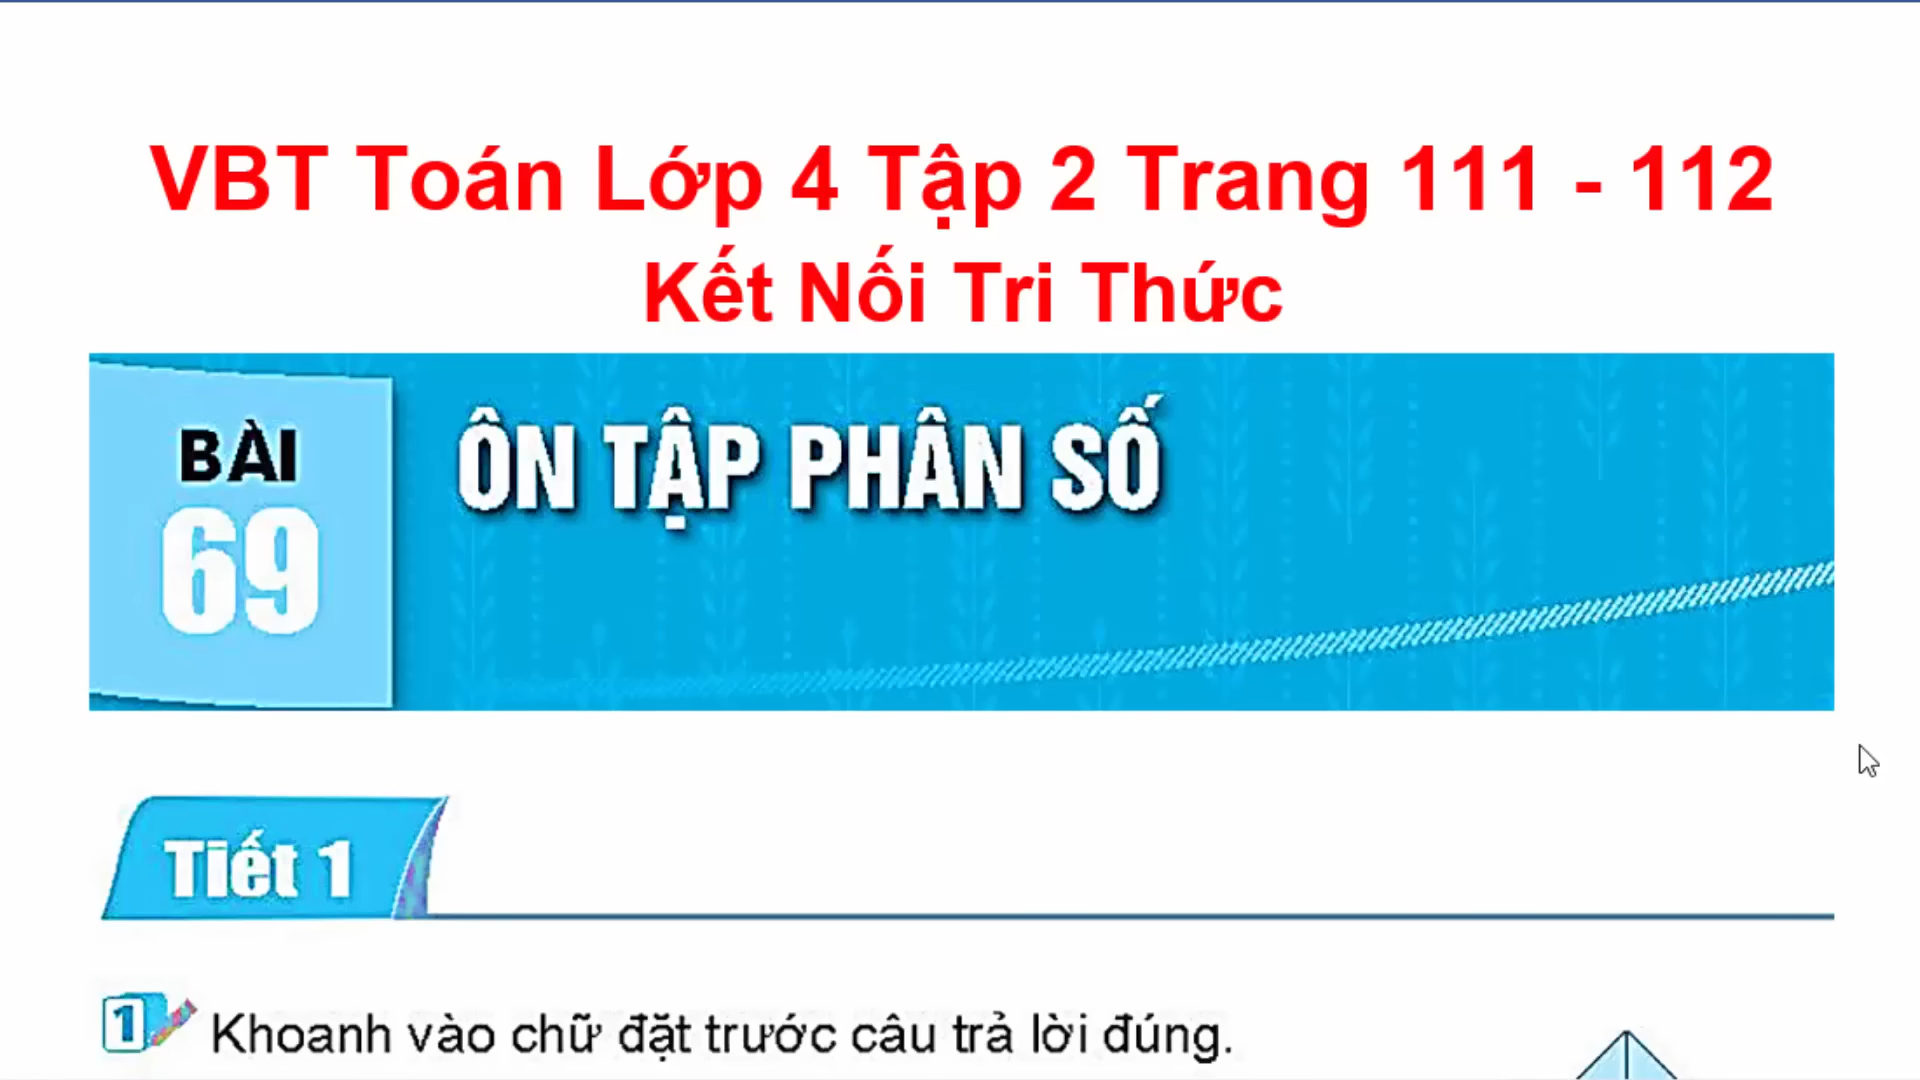 VBT Toán Lớp 4 Tập 2 Trang 111 - 112
Kết Nối Tri Thức
BÀI
69
ÔN TẬP PHÂN SỐ
Tiết 1
1 Khoanh vào chữ đặt trước câu trả lời đúng.